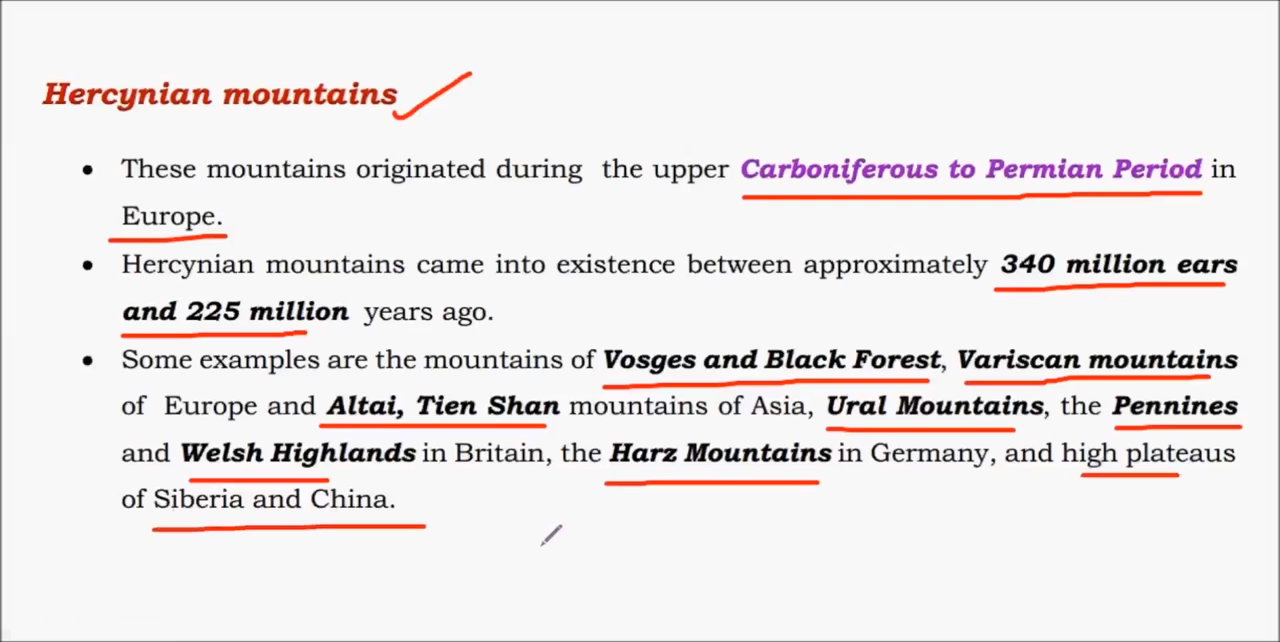 Hercynian mountains
• These mountains originated during the upper Carboniferous to Permian Period in
Europe.
• Hercynian mountains came into existence between approximately 340 million ears
and 225 million years ago.
• Some examples are the mountains of Vosges and Black Forest, Variscan mountains
of Europe and Altai, Tien Shan mountains of Asia, Ural Mountains, the Pennines
and Welsh Highlands in Britain, the Harz Mountains in Germany, and high plateaus
of Siberia and China.